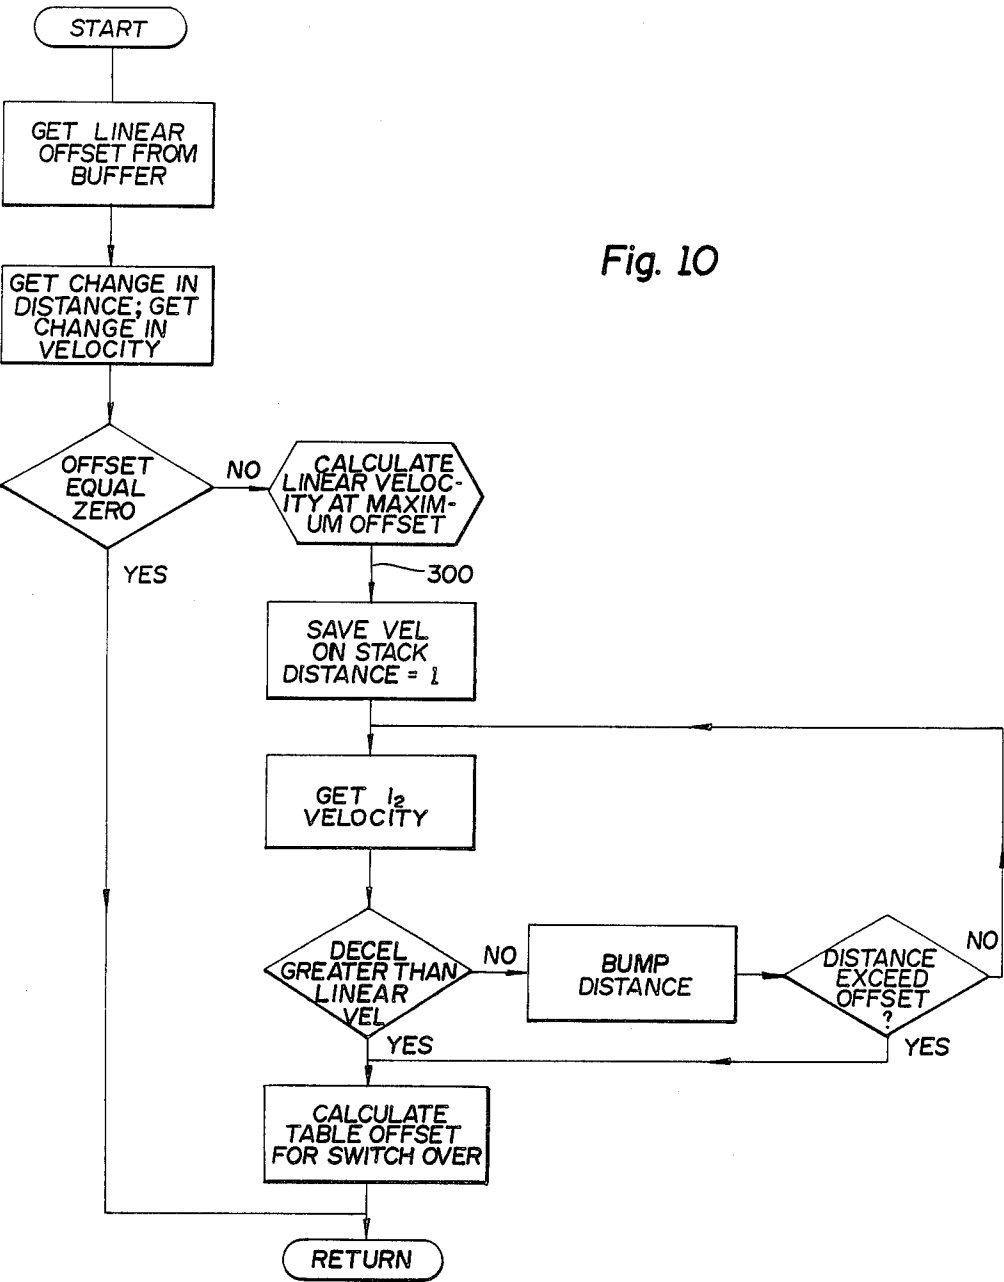 START
GET LINEAR
OFFSET FROM
BUFFER
Fig. 10
GET CHANGE IN
DISTANCE; GET
CHANGE IN
VELOCITY
OFFSET
EQUAL
ZERO
NO
CALCULATE
LINEAR VELOC-
ITY AT MAXIM-
UM OFFSET
YES
300
SAVE VEL
ON STACK
DISTANCE = 1
GET I₂
VELOCITY
DECEL
GREATER THAN
LINEAR
VEL
NO
BUMP
DISTANCE
DISTANCE
EXCEED
OFFSET
?
NO
YES
YES
CALCULATE
TABLE OFFSET
FOR SWITCH OVER
RETURN